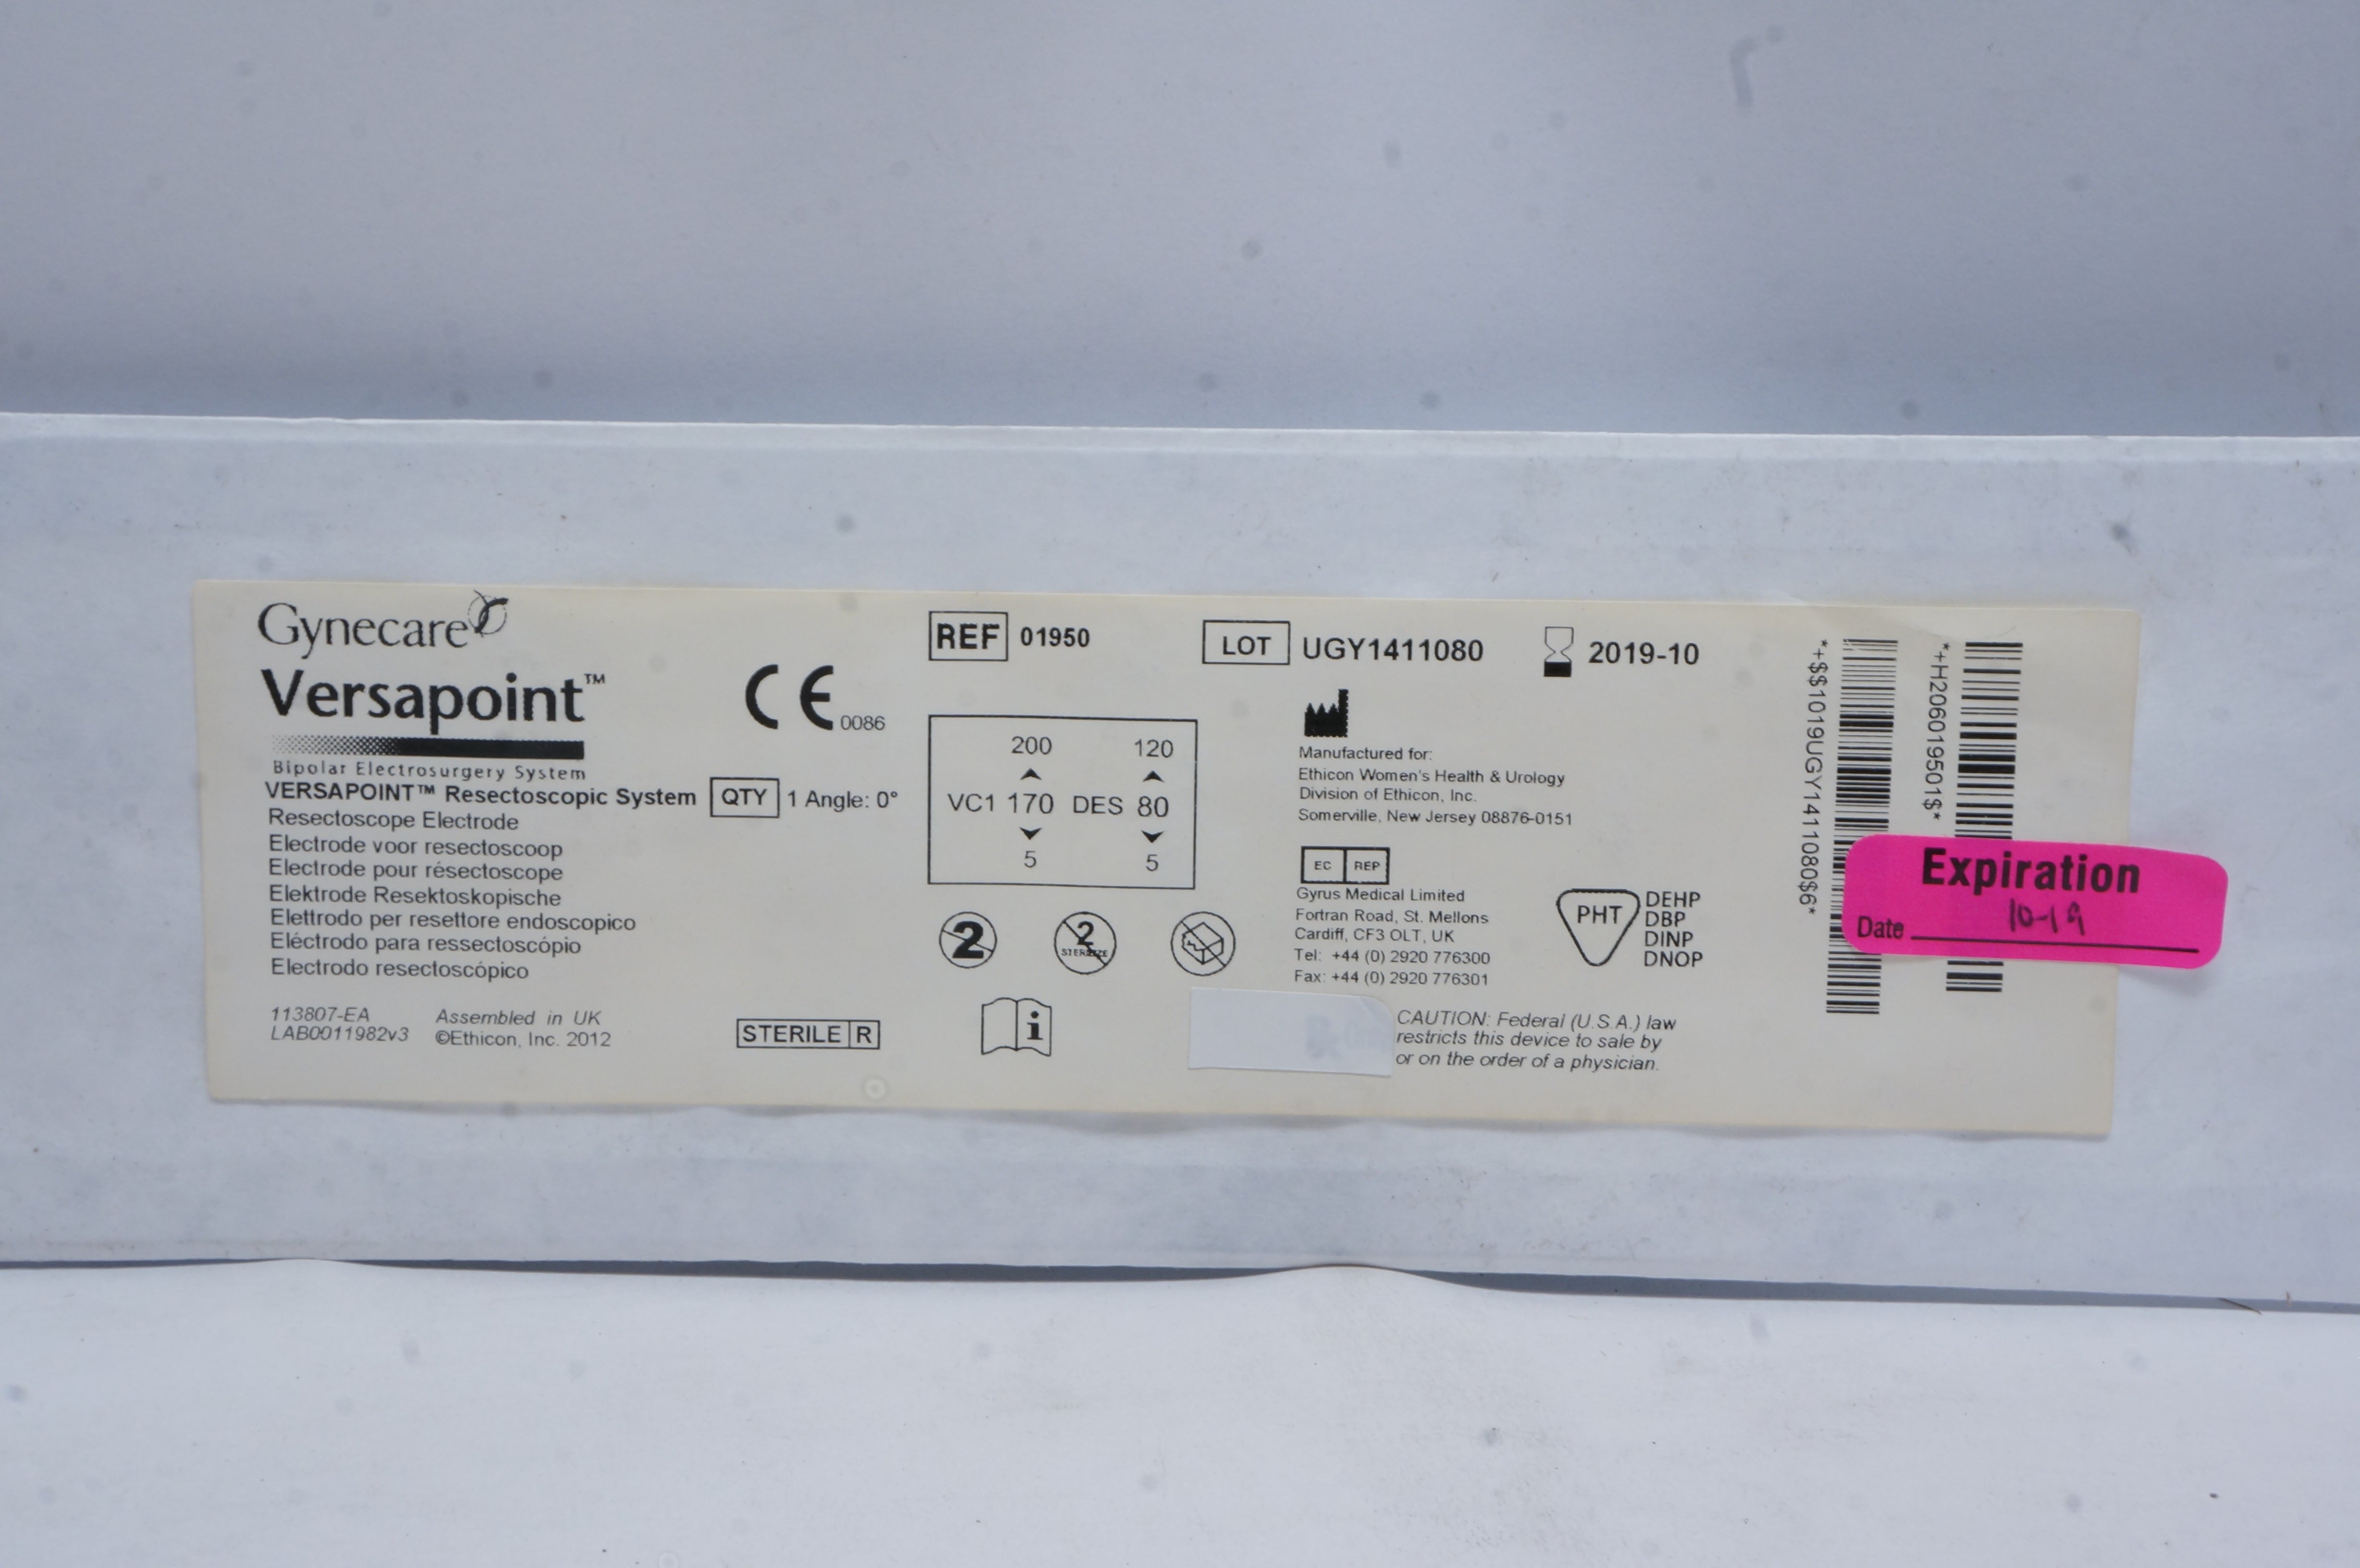 Gynecare
Versapoint™
Bipolar Electrosurgery System
VERSAPOINT™ Resectoscopic System
QTY 1 Angle: 0°
Resectoscope Electrode
Electrode voor resectoscoop
Electrode pour résectoscope
Elektrode Resektoskopische
Elettrodo per resettore endoscopico
Eléctrodo para ressectoscópio
Electrodo resectoscópico
113807-EA
LAB0011982v3
Assembled in UK
©Ethicon, Inc. 2012
CE 0086
STERILE R
REF 01950
200 120
VC1 170 DES 80
5 5
2
2
STERILIZE
i
LOT UGY1411080
2019-10
Manufactured for:
Ethicon Women's Health & Urology
Division of Ethicon, Inc.
Somerville, New Jersey 08876-0151
EC REP
Gyrus Medical Limited
Fortran Road, St. Mellons
Cardiff, CF3 OLT, UK
Tel: +44 (0) 2920 776300
Fax: +44 (0) 2920 776301
PHT
DEHP
DBP
DINP
DNOP
CAUTION: Federal (U.S.A.) law
restricts this device to sale by
or on the order of a physician.
*+$$1019UGY1411080$6*
*+H206019501$*
Expiration
Date 10-19